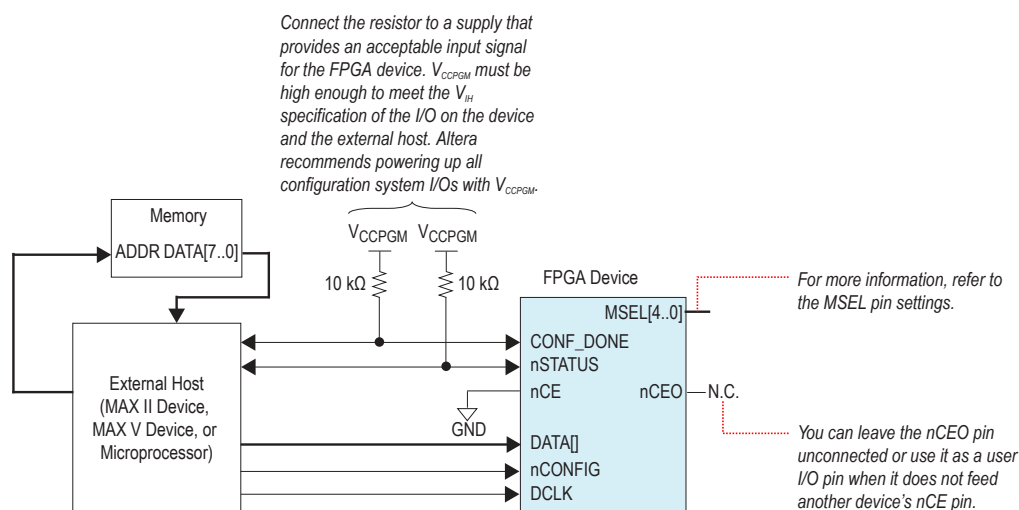 Connect the resistor to a supply that
provides an acceptable input signal
for the FPGA device. VCCPGM must be
high enough to meet the VIH
specification of the I/O on the device
and the external host. Altera
recommends powering up all
configuration system I/Os with VCCPGM.
Memory
ADDR DATA[7..0]
VCCPGM VCCPGM
10 kΩ 10 kΩ
FPGA Device
MSEL[4..0]
For more information, refer to
the MSEL pin settings.
CONF_DONE
nSTATUS
nCE nCEO N.C.
GND
External Host
(MAX II Device,
MAX V Device, or
Microprocessor)
DATA[]
nCONFIG
DCLK
You can leave the nCEO pin
unconnected or use it as a user
I/O pin when it does not feed
another device's nCE pin.